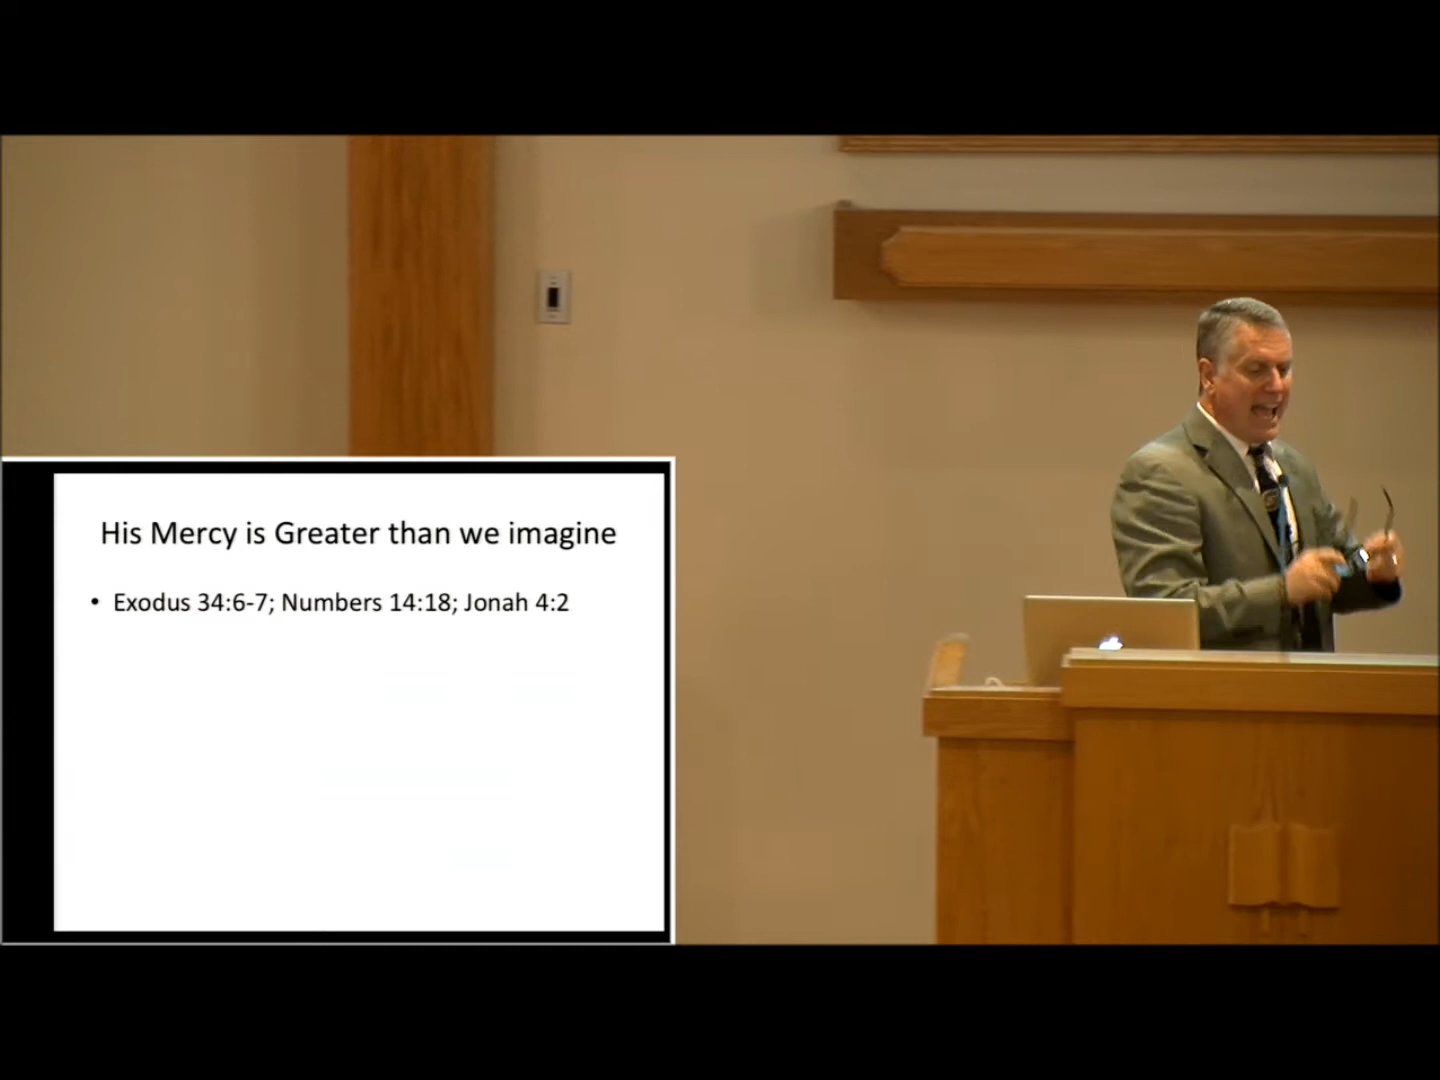 His Mercy is Greater than we imagine
• Exodus 34:6-7; Numbers 14:18; Jonah 4:2